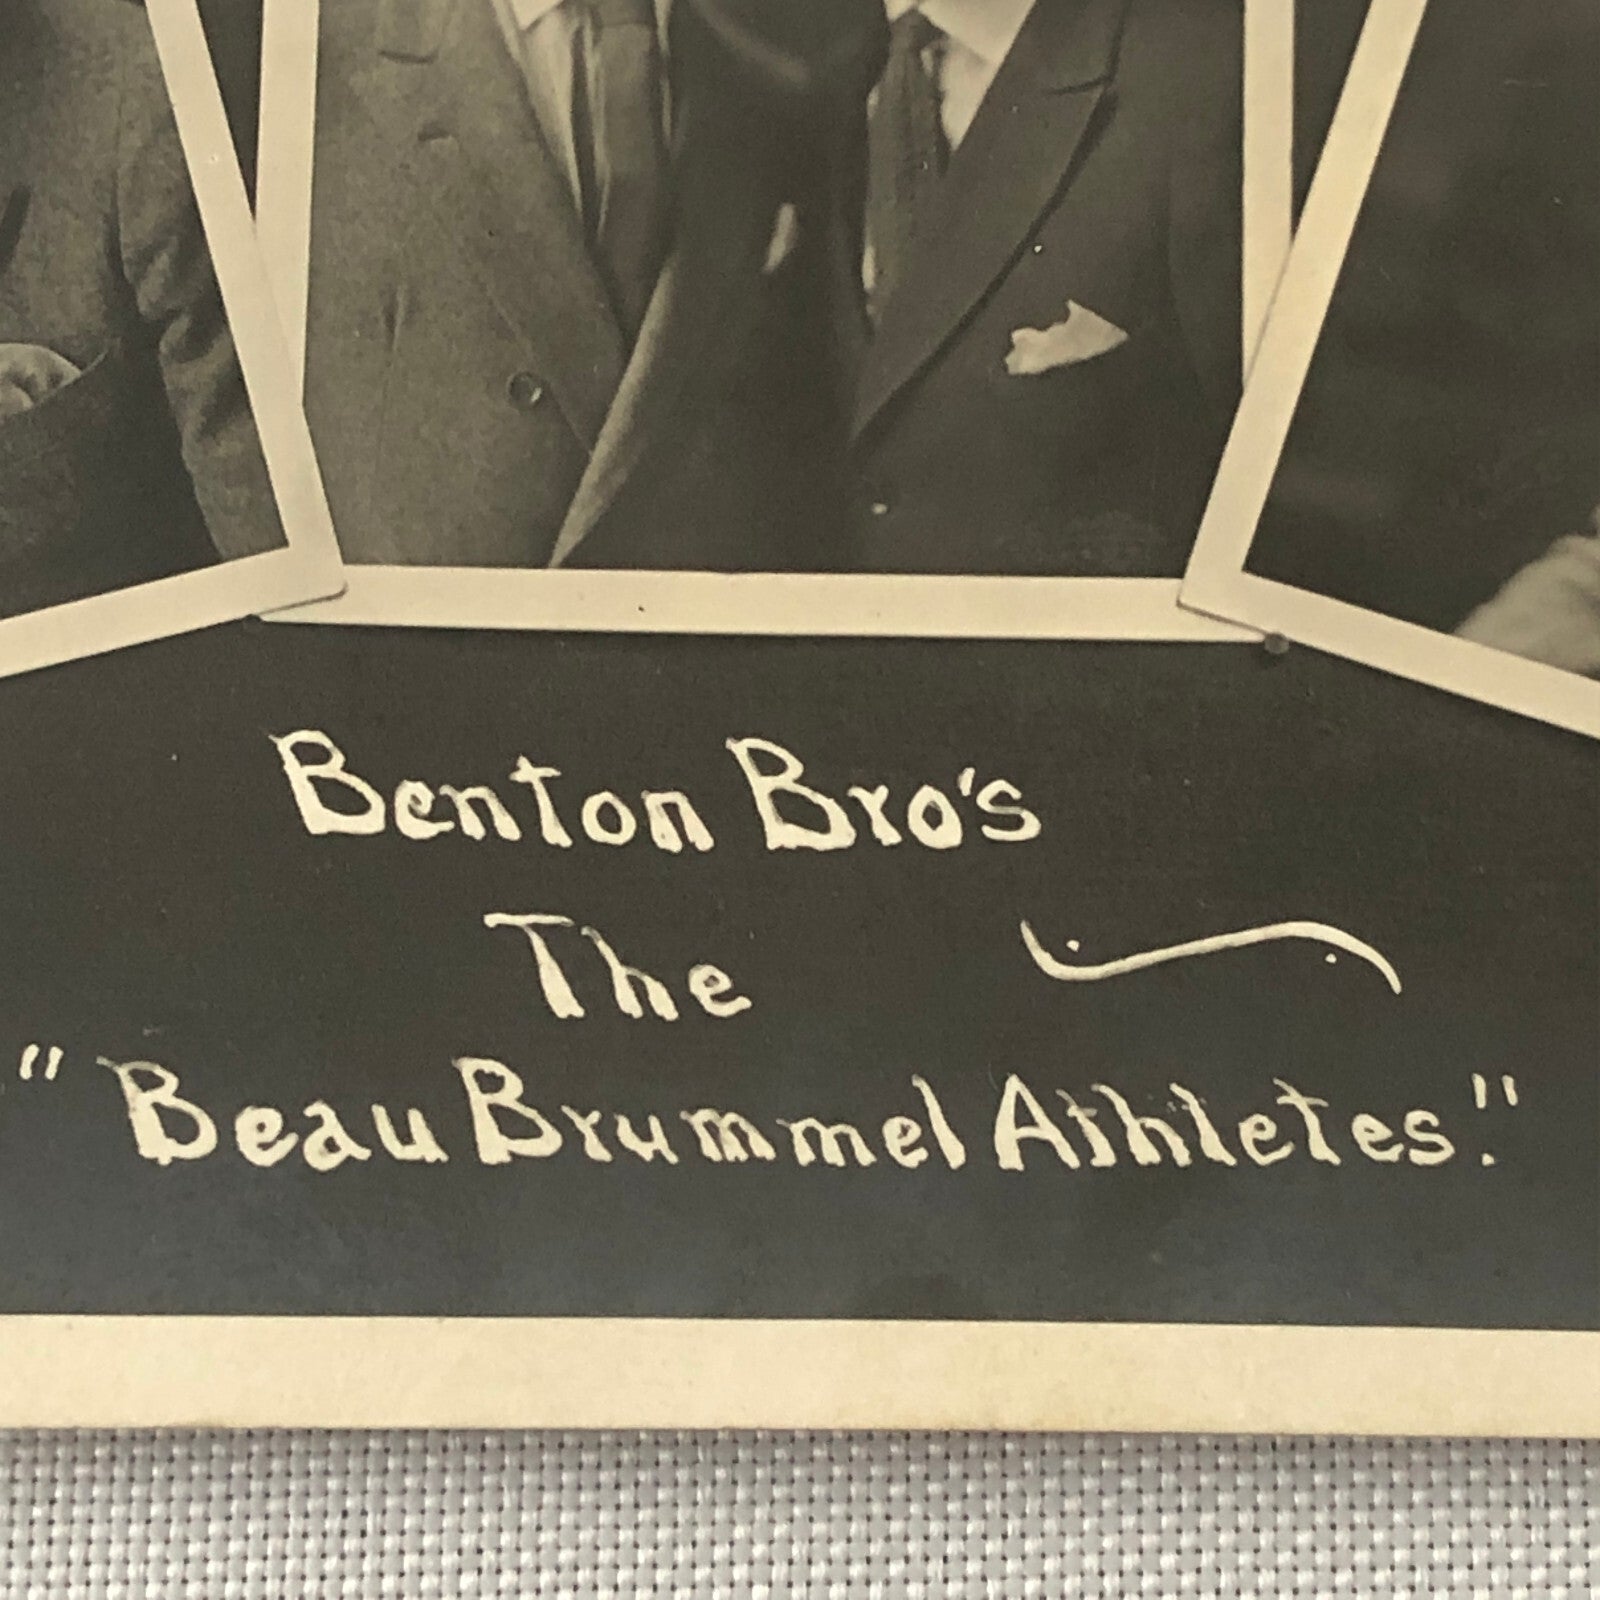 Benton Bro's
The
"Beau Brummel Athletes."